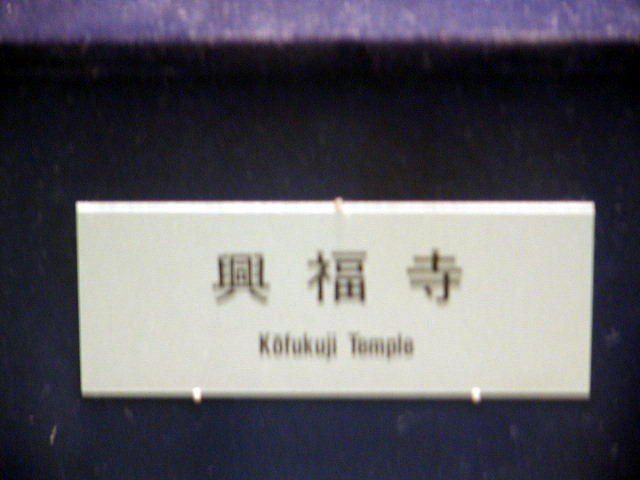 興福寺
Kōfukuji Temple